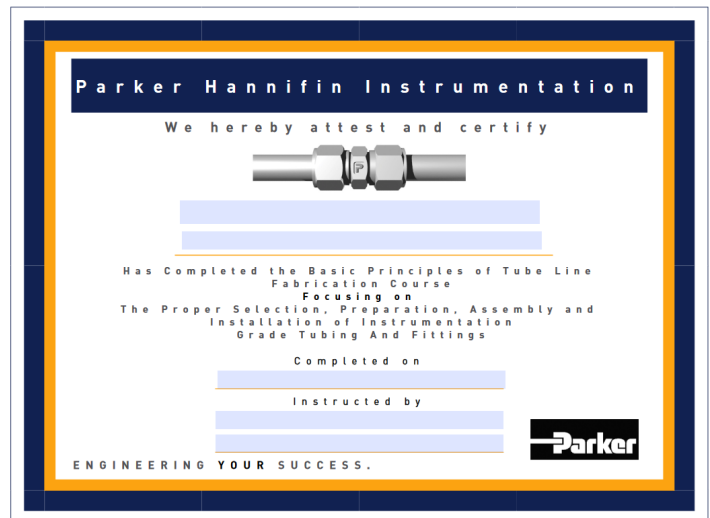 Parker Hannifin Instrumentation
We hereby attest and certify
P
Has Completed the Basic Principles of Tube Line
Fabrication Course
Focusing on
The Proper Selection, Preparation, Assembly and
Installation of Instrumentation
Grade Tubing And Fittings
Completed on
Instructed by
Parker
ENGINEERING YOUR SUCCESS.